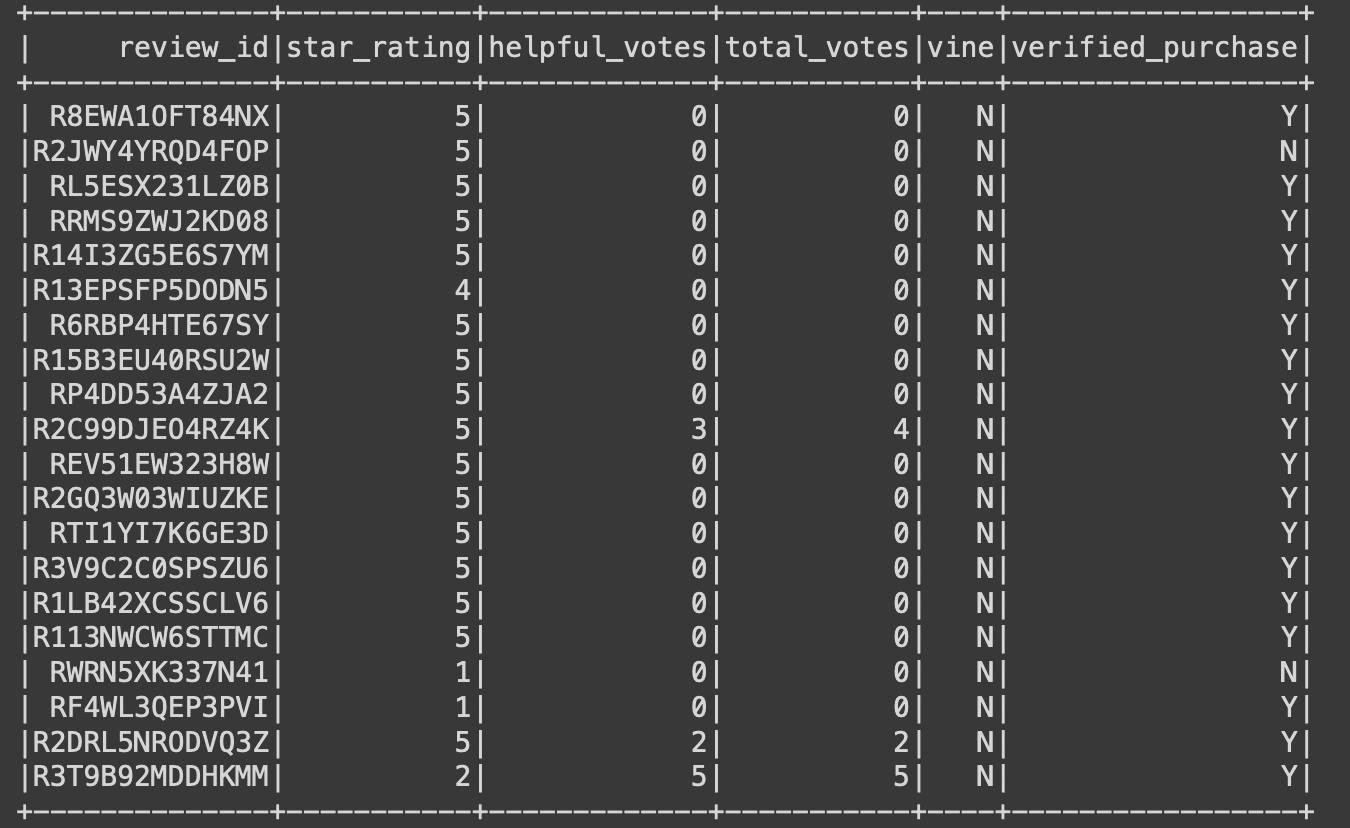 +--------------+-----------+-------------+-----------+----+-----------------+
|     review_id|star_rating|helpful_votes|total_votes|vine|verified_purchase|
+--------------+-----------+-------------+-----------+----+-----------------+
| R8EWA1OFT84NX|          5|            0|          0|   N|                Y|
|R2JWY4YRQD4FOP|          5|            0|          0|   N|                N|
| RL5ESX231LZ0B|          5|            0|          0|   N|                Y|
| RRMS9ZWJ2KD08|          5|            0|          0|   N|                Y|
|R14I3ZG5E6S7YM|          5|            0|          0|   N|                Y|
|R13EPSFP5DODN5|          4|            0|          0|   N|                Y|
| R6RBP4HTE67SY|          5|            0|          0|   N|                Y|
|R15B3EU40RSU2W|          5|            0|          0|   N|                Y|
| RP4DD53A4ZJA2|          5|            0|          0|   N|                Y|
|R2C99DJEO4RZ4K|          5|            3|          4|   N|                Y|
| REV51EW323H8W|          5|            0|          0|   N|                Y|
|R2GQ3W03WIUZKE|          5|            0|          0|   N|                Y|
| RTI1YI7K6GE3D|          5|            0|          0|   N|                Y|
|R3V9C2C0SPSZU6|          5|            0|          0|   N|                Y|
|R1LB42XCSSCLV6|          5|            0|          0|   N|                Y|
|R113NWCW6STTMC|          5|            0|          0|   N|                Y|
| RWRN5XK337N41|          1|            0|          0|   N|                N|
| RF4WL3QEP3PVI|          1|            0|          0|   N|                Y|
|R2DRL5NRODVQ3Z|          5|            2|          2|   N|                Y|
|R3T9B92MDDHKMM|          2|            5|          5|   N|                Y|
+--------------+-----------+-------------+-----------+----+-----------------+